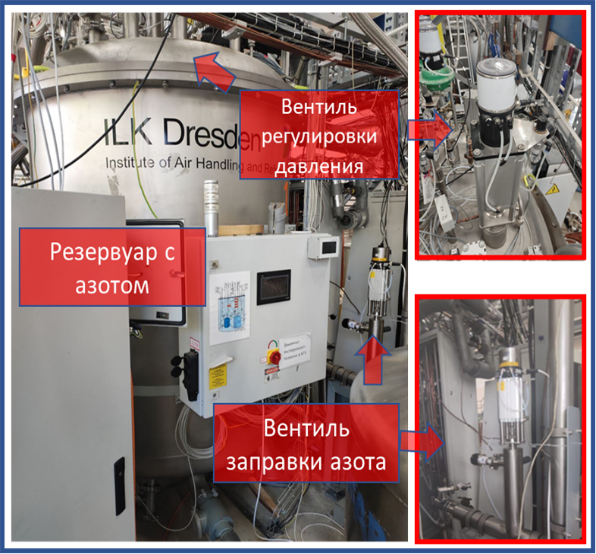 Вентиль
регулировки
давления
ILK Dresden
Institute of Air Handling and
Резервуар с
азотом
Вентиль
заправки азота